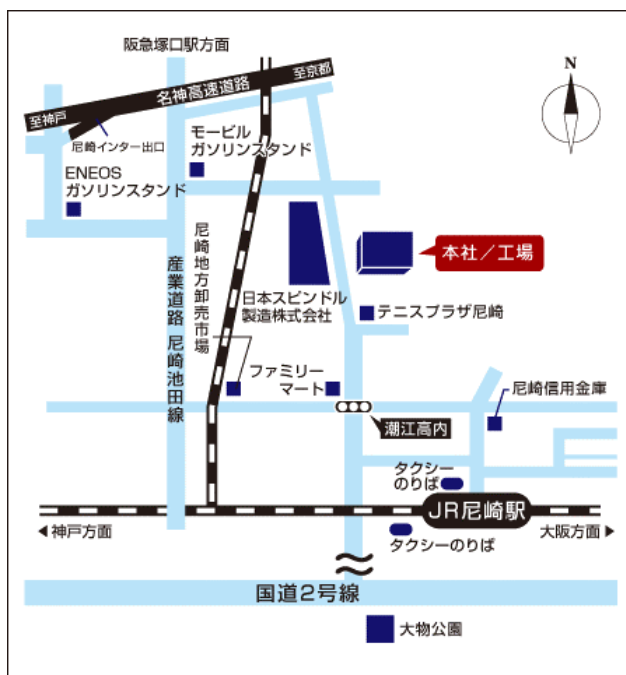 阪急塚口駅方面
N
至京都
名神高速道路
至神戸
尼崎インター出口
モービル
ガソリンスタンド
ENEOS
ガソリンスタンド
本社／工場
尼崎地方卸売市場
産業道路 尼崎池田線
日本スピンドル
製造株式会社
テニスプラザ尼崎
ファミリー
マート
尼崎信用金庫
潮江高内
タクシー
のりば
JR尼崎駅
神戸方面
タクシーのりば
大阪方面
国道2号線
大物公園